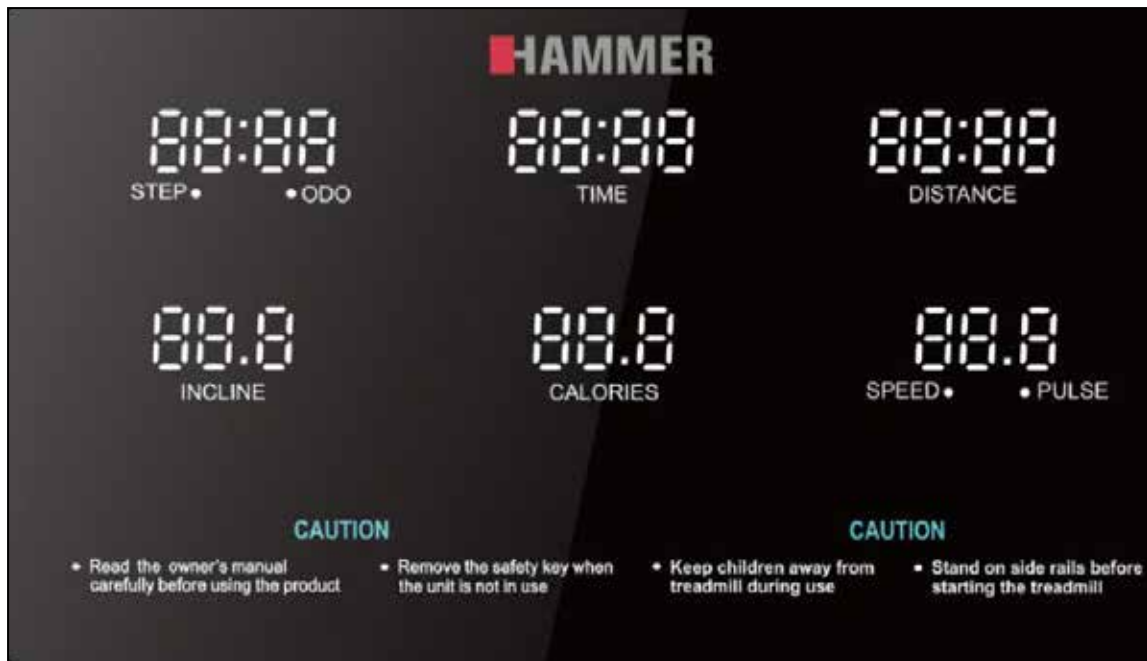 HAMMER
88:88
88:88
88:88
STEP • • ODO
TIME
DISTANCE
88.8
88.8
88.8
INCLINE
CALORIES
SPEED • • PULSE
CAUTION
CAUTION
• Read the owner's manual
carefully before using the product
• Remove the safety key when
the unit is not in use
• Keep children away from
treadmill during use
• Stand on side rails before
starting the treadmill